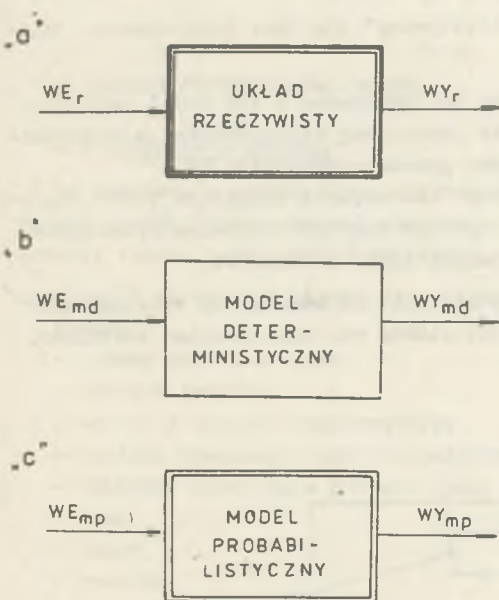 „a"
WEr
UKŁAD
RZECZYWISTY
WYr
„b"
WEmd
MODEL
DETER-
MINISTYCZNY
WYmd
„c"
WEmp
MODEL
PROBABI-
LISTYCZNY
WYmp